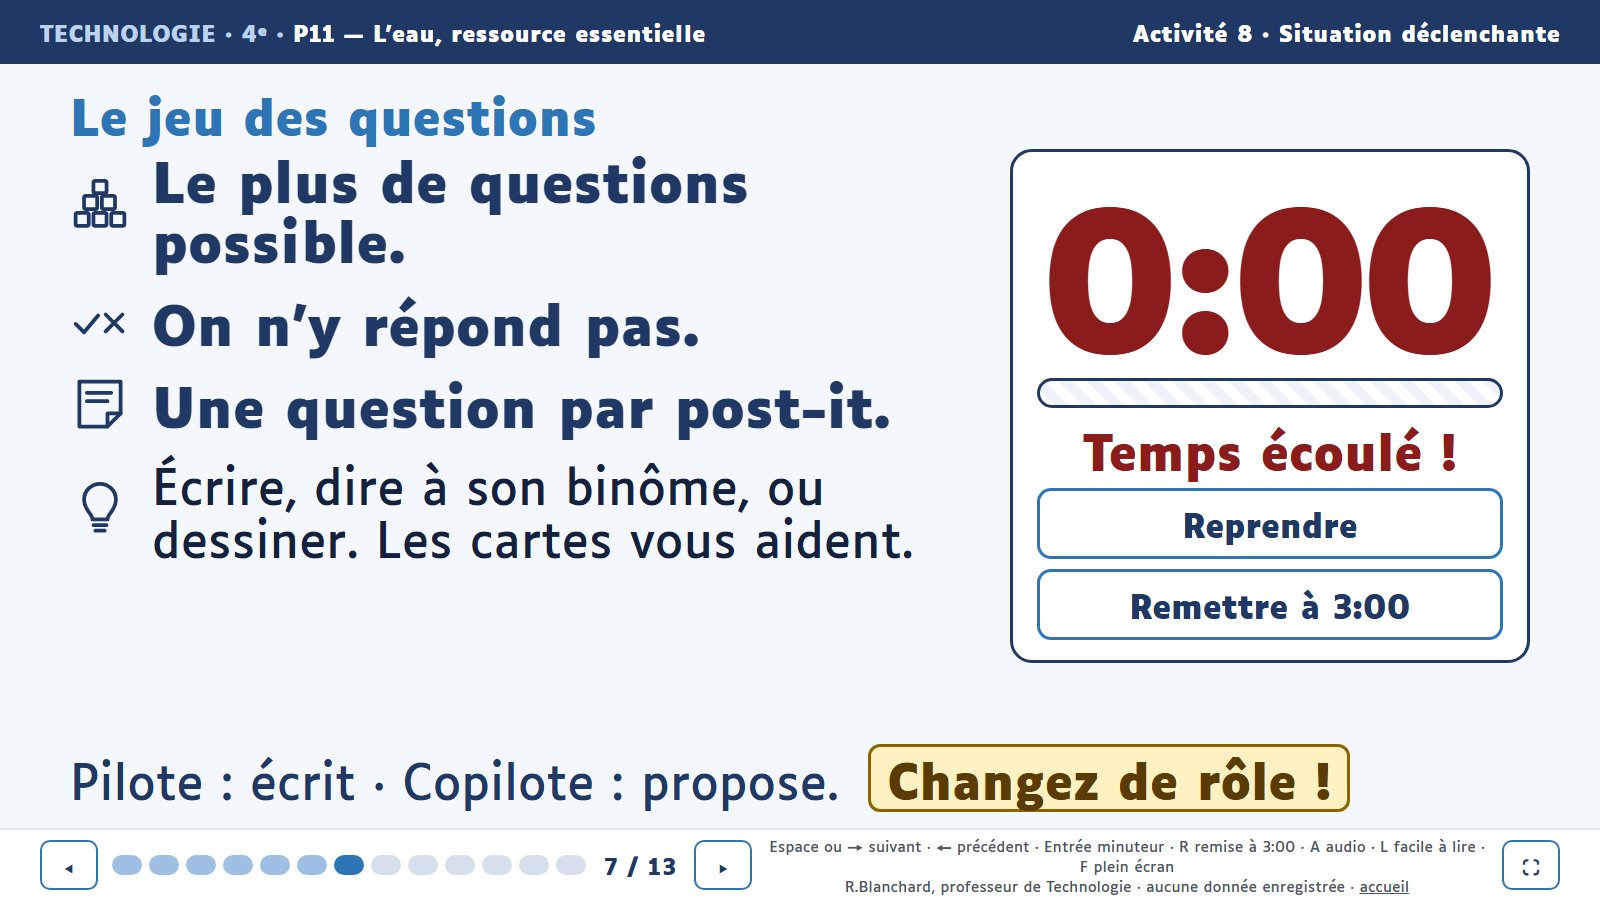 TECHNOLOGIE · 4e · P11 — L’eau, ressource essentielle
Activité 8 · Situation déclenchante
Le jeu des questions
Le plus de questions
possible.
On n’y répond pas.
Une question par post-it.
Écrire, dire à son binôme, ou
dessiner. Les cartes vous aident.
0:00
Temps écoulé !
Reprendre
Remettre à 3:00
Pilote : écrit · Copilote : propose.
Changez de rôle !
7 / 13
Espace ou → suivant · ← précédent · Entrée minuteur · R remise à 3:00 · A audio · L facile à lire ·
F plein écran
R.Blanchard, professeur de Technologie · aucune donnée enregistrée · accueil